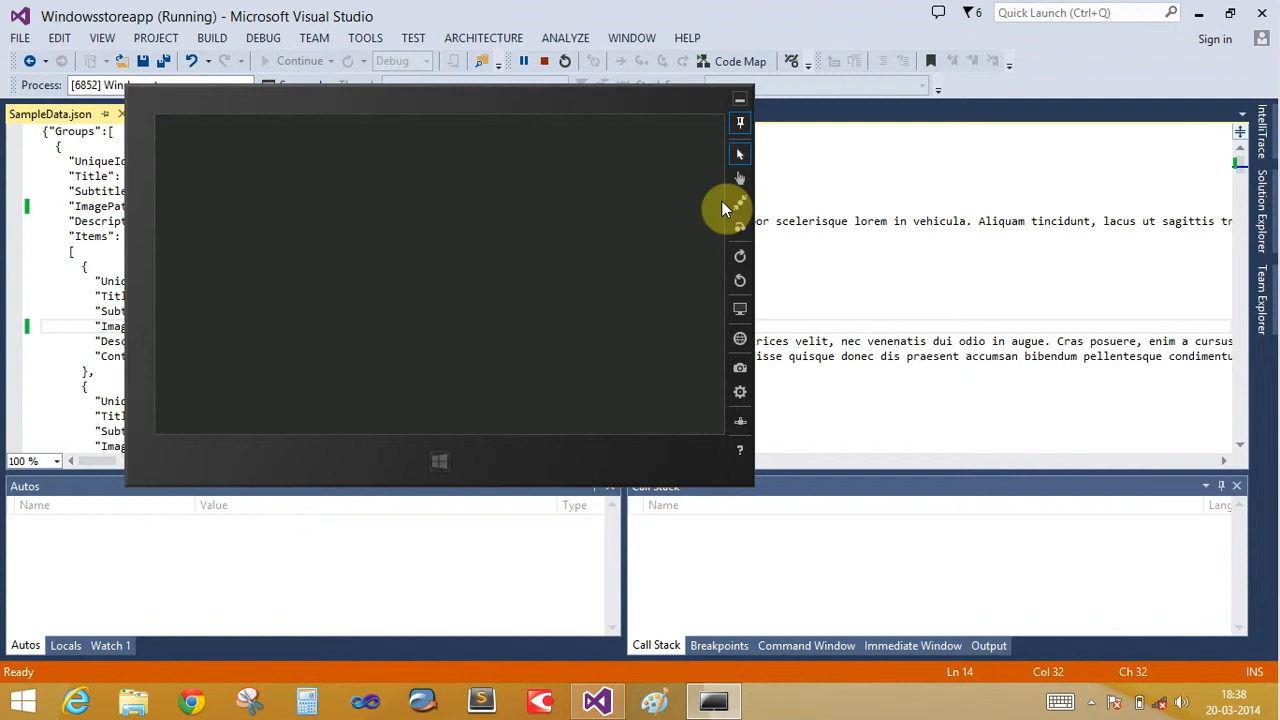 Windowsstoreapp (Running) - Microsoft Visual Studio
6
Quick Launch (Ctrl+Q)
FILE EDIT VIEW PROJECT BUILD DEBUG TEAM TOOLS TEST ARCHITECTURE ANALYZE WINDOW HELP
Sign in
Continue Debug Code Map
Process: [6852]
SampleData.json
{"Groups":[
{
"UniqueId
"Title":
"Subtitle
"ImagePat
"Descript
or scelerisque lorem in vehicula. Aliquam tincidunt, lacus ut sagittis tr
"Items":
[
{
"Uniq
"Titl
"Subt
"Imag
"Desc
rices velit, nec venenatis dui odio in augue. Cras posuere, enim a cursus
"Cont
isse quisque donec dis praesent accumsan bibendum pellentesque condimentu
},
{
"Uniq
"Titl
"Subt
"Imag
100 %
IntelliTrace
Solution Explorer
Team Explorer
?
Autos
Name Value Type
Call Stack
Name Lang
Autos Locals Watch 1
Call Stack Breakpoints Command Window Immediate Window Output
Ready Ln 14 Col 32 Ch 32 INS
18:38
20-03-2014